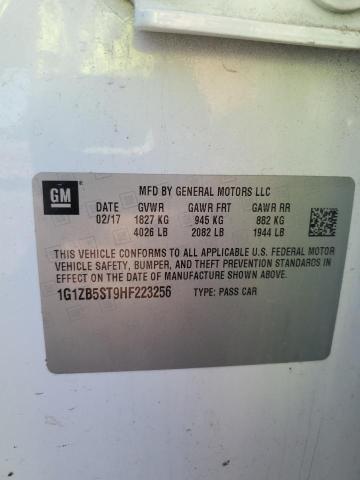 GM
MFD BY GENERAL MOTORS LLC
DATE GVWR GAWR FRT GAWR RR
02/17 1827 KG 945 KG 882 KG
4026 LB 2082 LB 1944 LB
THIS VEHICLE CONFORMS TO ALL APPLICABLE U.S. FEDERAL MOTOR
VEHICLE SAFETY, BUMPER, AND THEFT PREVENTION STANDARDS IN
EFFECT ON THE DATE OF MANUFACTURE SHOWN ABOVE.
1G1ZB5ST9HF223256 TYPE: PASS CAR